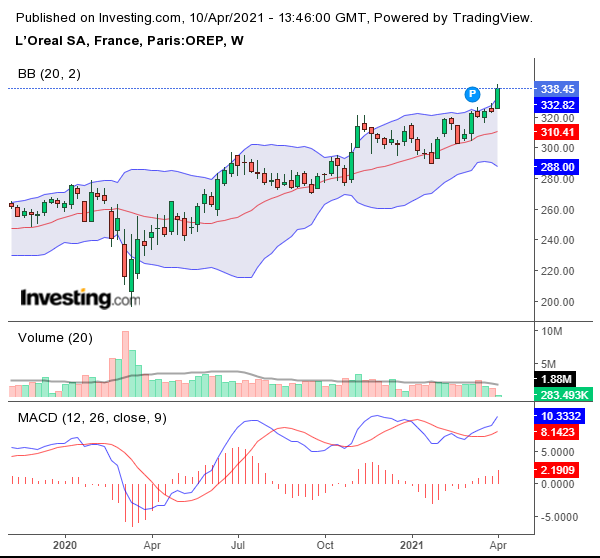 Published on Investing.com, 10/Apr/2021 - 13:46:00 GMT, Powered by TradingView.
L'Oreal SA, France, Paris:OREP, W
BB (20, 2)
P
338.45
332.82
320.00
310.41
300.00
288.00
280.00
260.00
240.00
220.00
200.00
Investing.com
Volume (20)
10M
5M
1.88M
283.493K
MACD (12, 26, close, 9)
10.3332
8.1423
5.0000
2.1909
0.0000
-5.0000
2020 Apr Jul Oct 2021 Apr